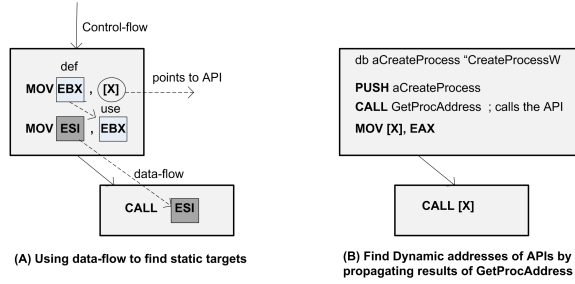 Control-flow
def
MOV EBX , [X]
points to API
use
MOV ESI , EBX
data-flow
CALL ESI
(A) Using data-flow to find static targets
db aCreateProcess “CreateProcessW
PUSH aCreateProcess
CALL GetProcAddress ; calls the API
MOV [X], EAX
CALL [X]
(B) Find Dynamic addresses of APIs by
propagating results of GetProcAddress